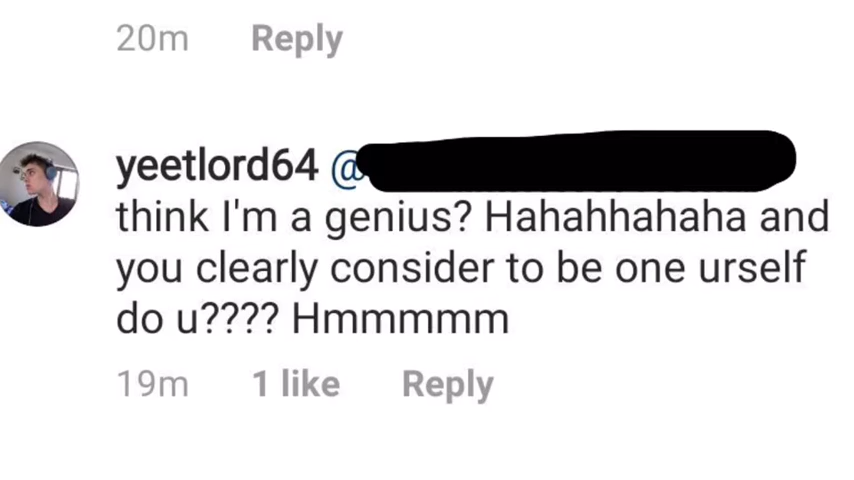 20m Reply
yeetlord64 @
think I'm a genius? Hahahhahaha and
you clearly consider to be one urself
do u???? Hmmmmm
19m 1 like Reply